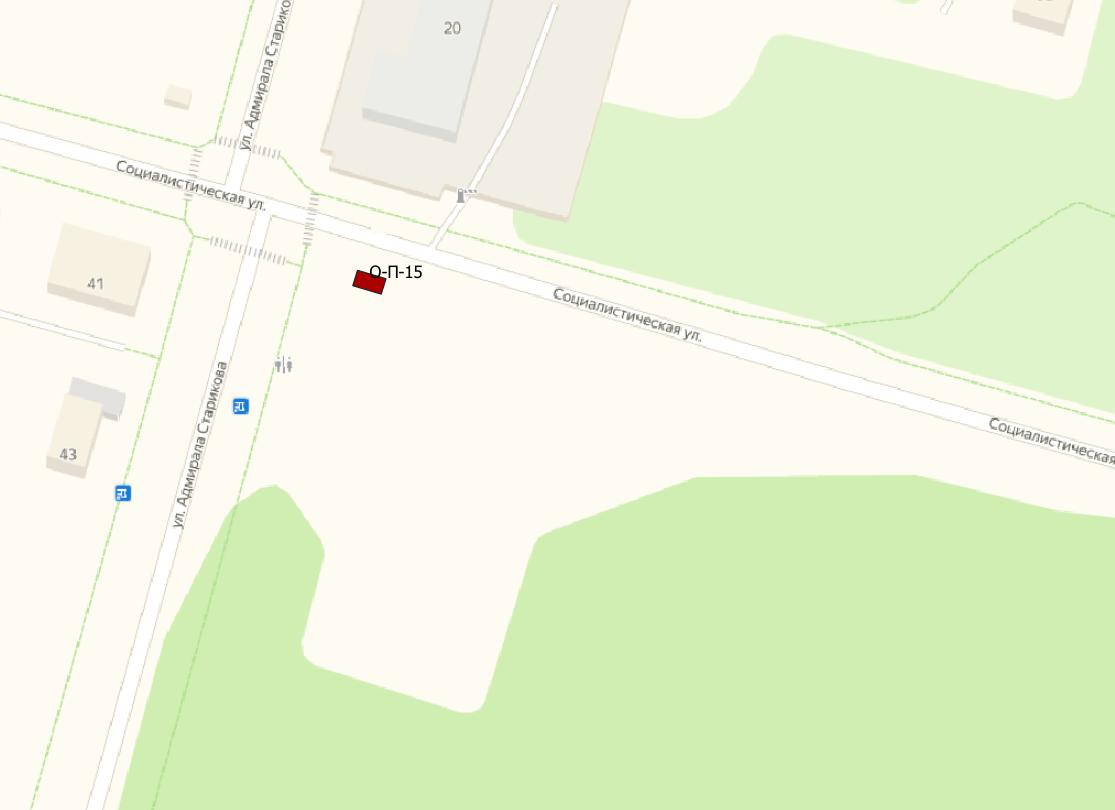 20
ул. Адмирала Старико
Социалистическая ул.
41
О-П-15
Социалистическая ул.
ул. Адмирала Старикова
43
Социалистическая